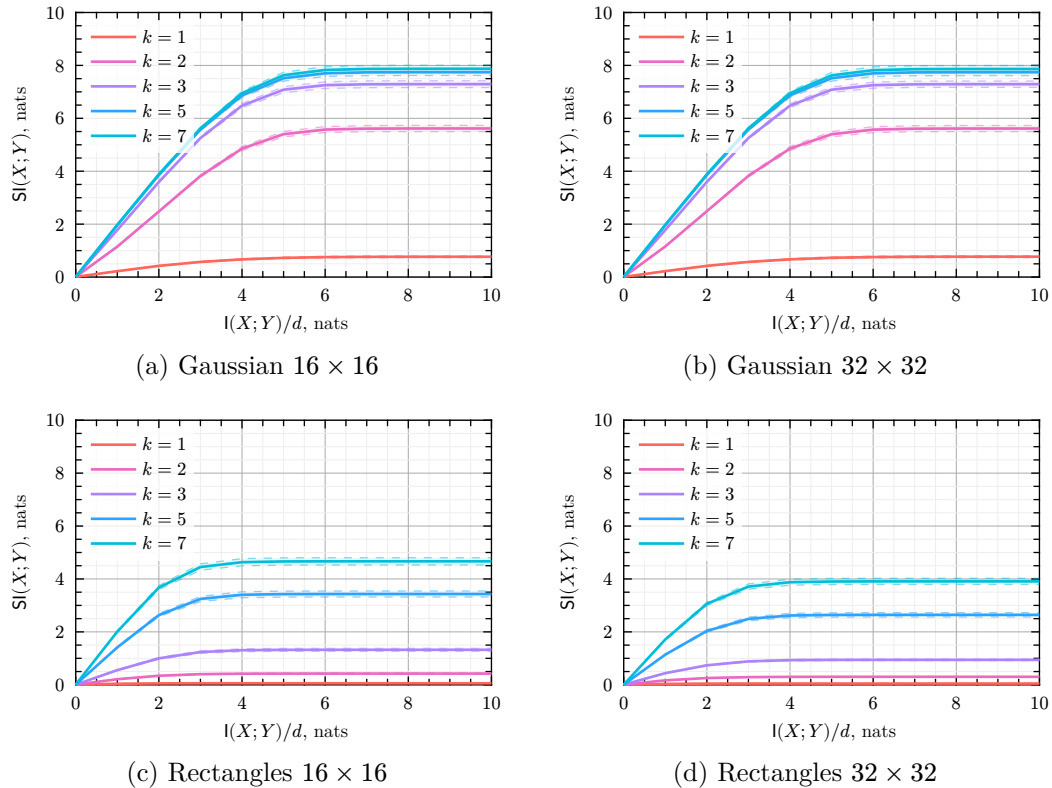 10
8
6
4
2
0
SI(X; Y), nats
k = 1
k = 2
k = 3
k = 5
k = 7
0 2 4 6 8 10
I(X; Y)/d, nats
(a) Gaussian 16 × 16
10
8
6
4
2
0
SI(X; Y), nats
k = 1
k = 2
k = 3
k = 5
k = 7
0 2 4 6 8 10
I(X; Y)/d, nats
(b) Gaussian 32 × 32
10
8
6
4
2
0
SI(X; Y), nats
k = 1
k = 2
k = 3
k = 5
k = 7
0 2 4 6 8 10
I(X; Y)/d, nats
(c) Rectangles 16 × 16
10
8
6
4
2
0
SI(X; Y), nats
k = 1
k = 2
k = 3
k = 5
k = 7
0 2 4 6 8 10
I(X; Y)/d, nats
(d) Rectangles 32 × 32